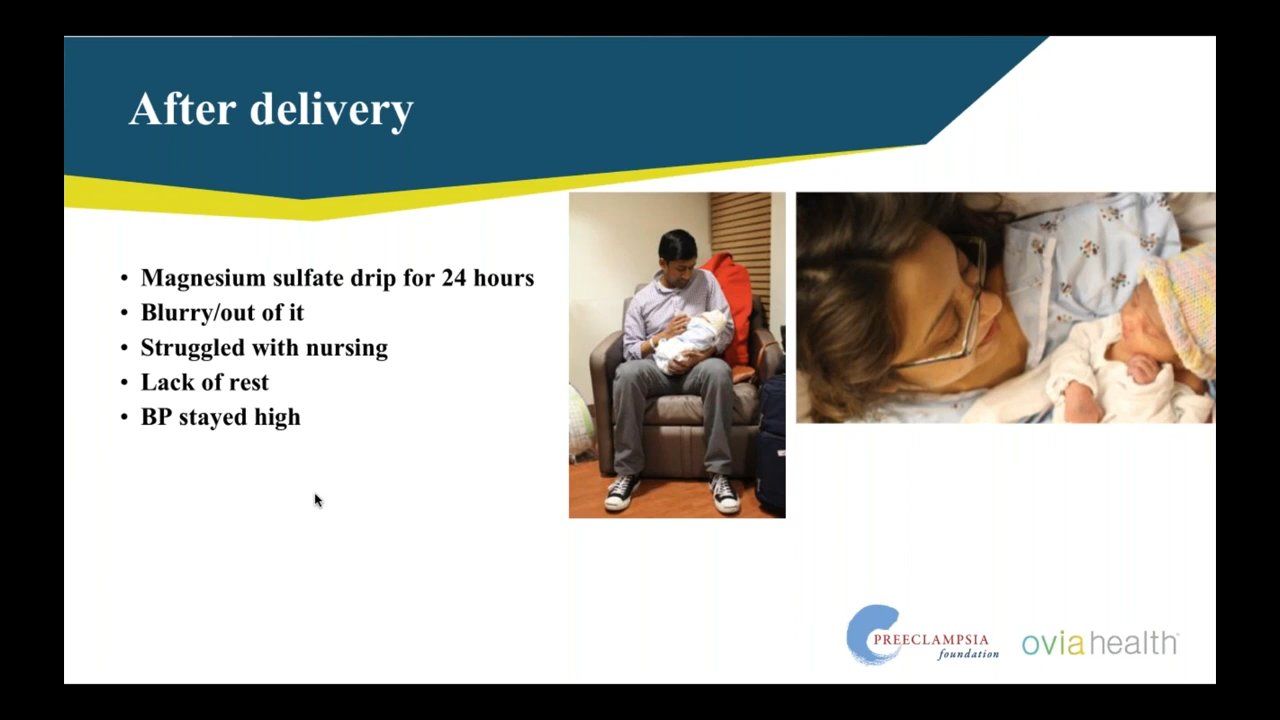 After delivery
• Magnesium sulfate drip for 24 hours
• Blurry/out of it
• Struggled with nursing
• Lack of rest
• BP stayed high
PREECLAMPSIA
foundation
oviahealth